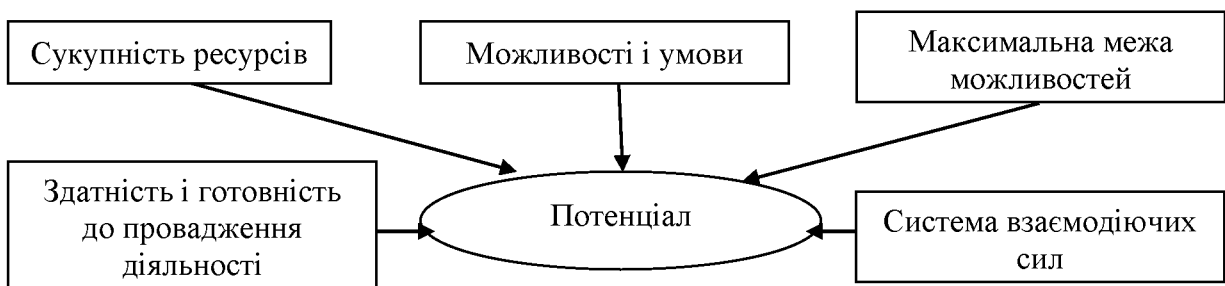 Сукупність ресурсів
Можливості і умови
Максимальна межа
можливостей
Здатність і готовність
до провадження
діяльності
Потенціал
Система взаємодіючих
сил